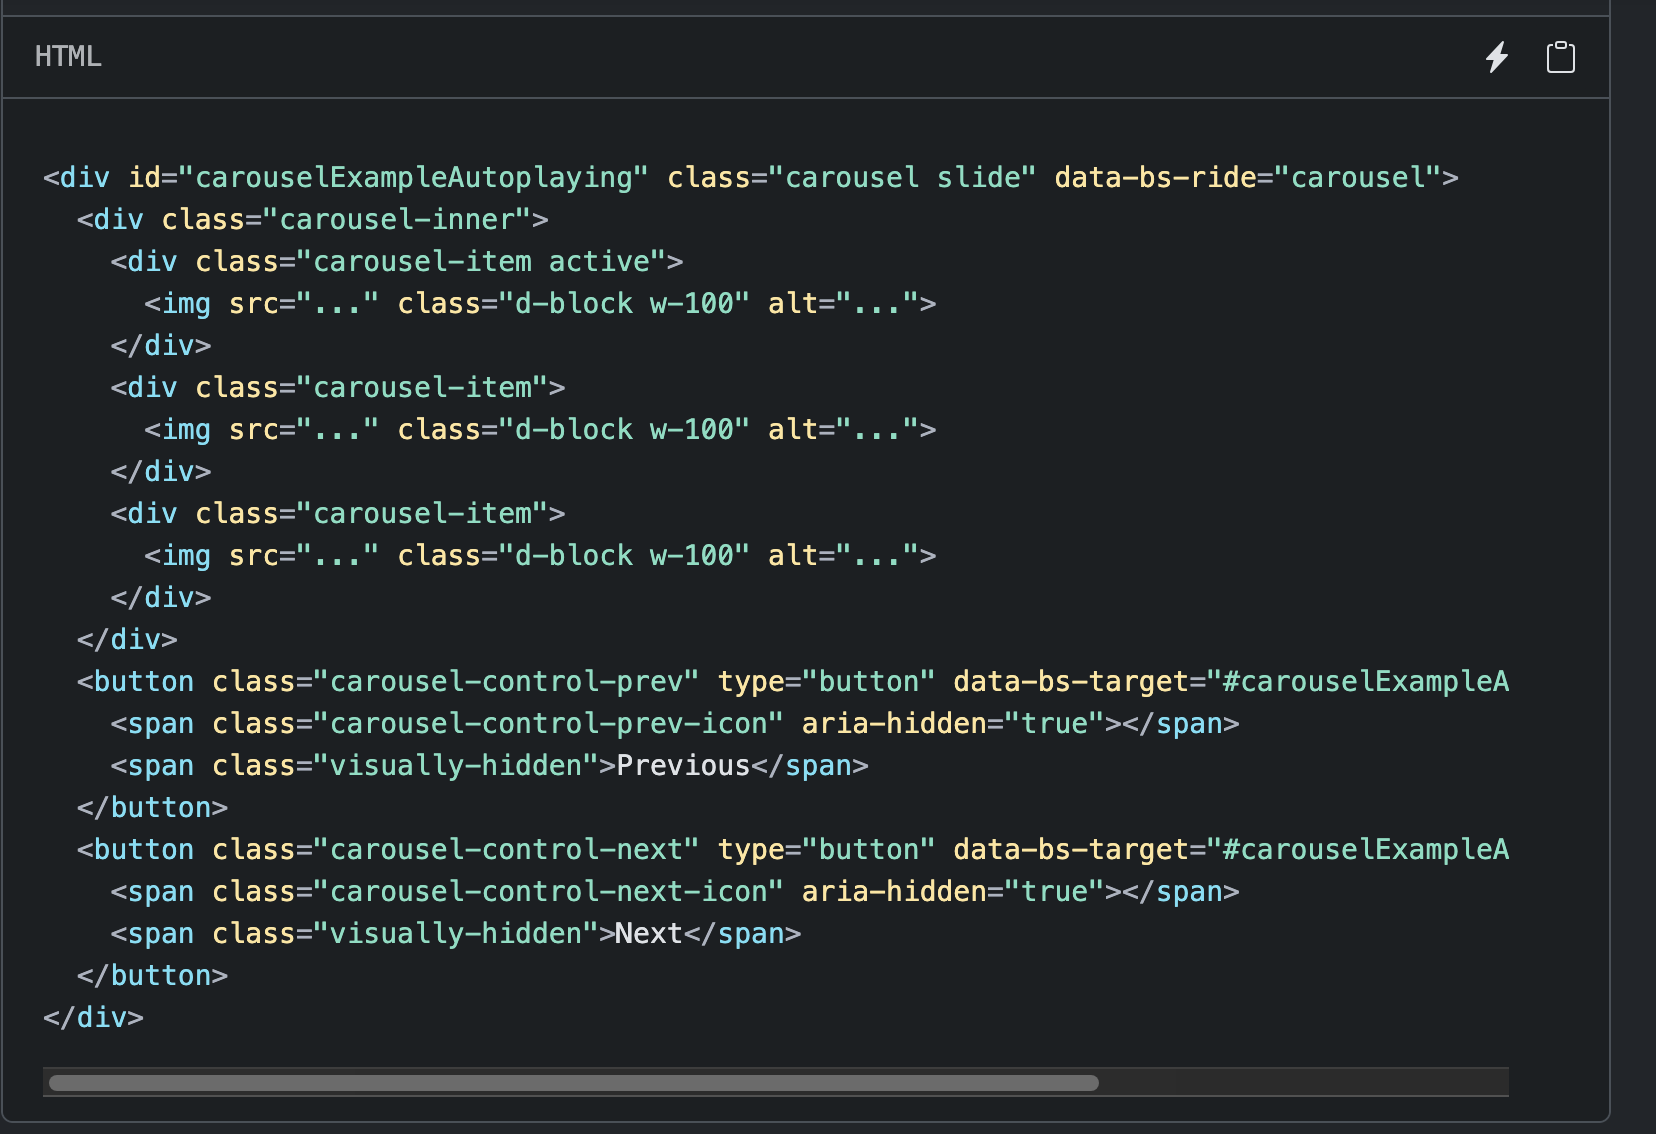 HTML
<div id="carouselExampleAutoplaying" class="carousel slide" data-bs-ride="carousel">
  <div class="carousel-inner">
    <div class="carousel-item active">
      <img src="..." class="d-block w-100" alt="...">
    </div>
    <div class="carousel-item">
      <img src="..." class="d-block w-100" alt="...">
    </div>
    <div class="carousel-item">
      <img src="..." class="d-block w-100" alt="...">
    </div>
  </div>
  <button class="carousel-control-prev" type="button" data-bs-target="#carouselExampleA
    <span class="carousel-control-prev-icon" aria-hidden="true"></span>
    <span class="visually-hidden">Previous</span>
  </button>
  <button class="carousel-control-next" type="button" data-bs-target="#carouselExampleA
    <span class="carousel-control-next-icon" aria-hidden="true"></span>
    <span class="visually-hidden">Next</span>
  </button>
</div>